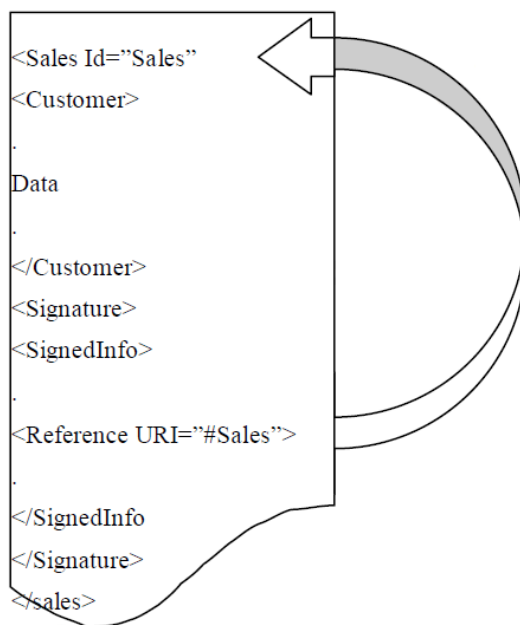 <Sales Id=”Sales”
<Customer>
.
Data
.
</Customer>
<Signature>
<SignedInfo>
.
<Reference URI=”#Sales”>
.
</SignedInfo
</Signature>
</sales>